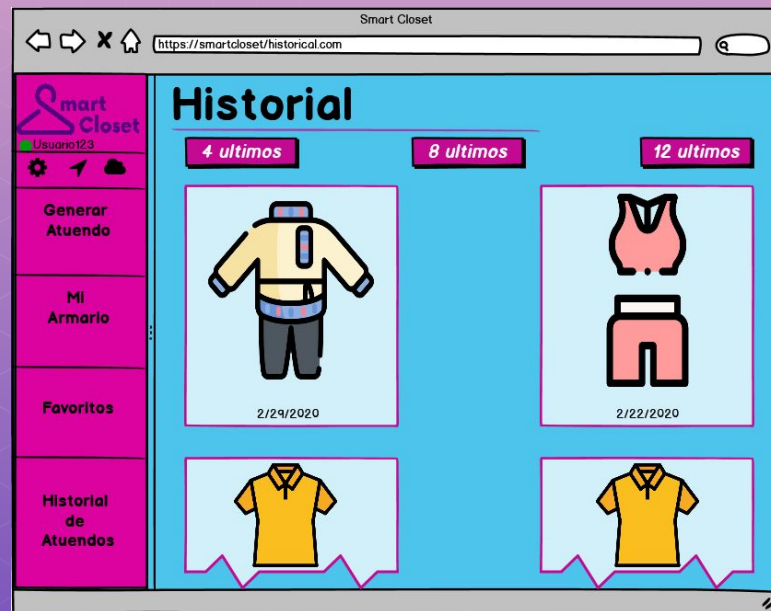 Smart Closet
https://smartcloset/historical.com
Smart
Closet
Usuario123
Generar
Atuendo
Mi
Armario
Favoritos
Historial
de
Atuendos
Historial
4 ultimos
8 ultimos
12 ultimos
2/29/2020
2/22/2020